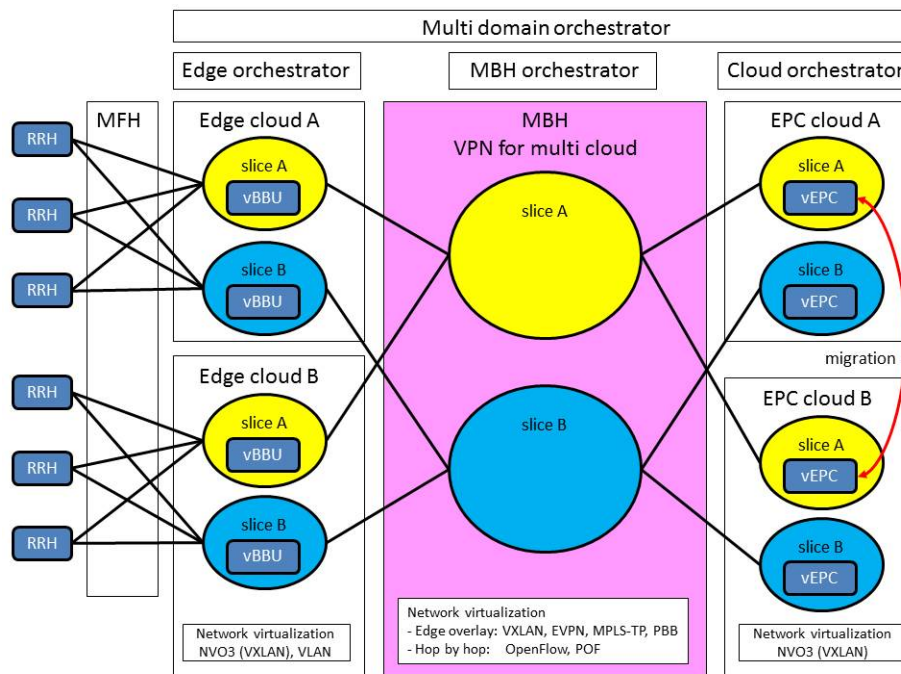 Multi domain orchestrator
Edge orchestrator
MBH orchestrator
Cloud orchestrator
MFH
RRH
RRH
RRH
RRH
RRH
RRH
Edge cloud A
slice A
vBBU
slice B
vBBU
Edge cloud B
slice A
vBBU
slice B
vBBU
Network virtualization
NVO3 (VXLAN), VLAN
MBH
VPN for multi cloud
slice A
slice B
Network virtualization
- Edge overlay: VXLAN, EVPN, MPLS-TP, PBB
- Hop by hop: OpenFlow, POF
EPC cloud A
slice A
vEPC
slice B
vEPC
migration
EPC cloud B
slice A
vEPC
slice B
vEPC
Network virtualization
NVO3 (VXLAN)